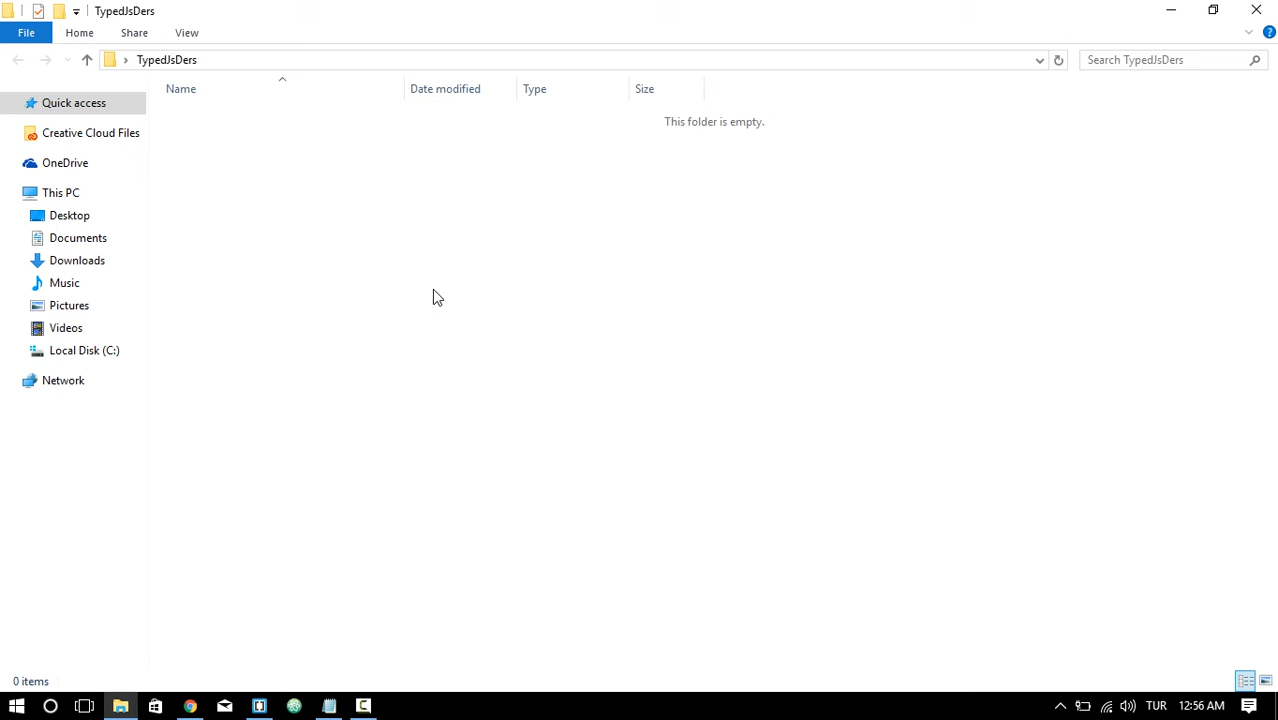 TypedJsDers
File Home Share View
TypedJsDers Search TypedJsDers
Name Date modified Type Size
This folder is empty.
Quick access
Creative Cloud Files
OneDrive
This PC
Desktop
Documents
Downloads
Music
Pictures
Videos
Local Disk (C:)
Network
0 items
TUR 12:56 AM